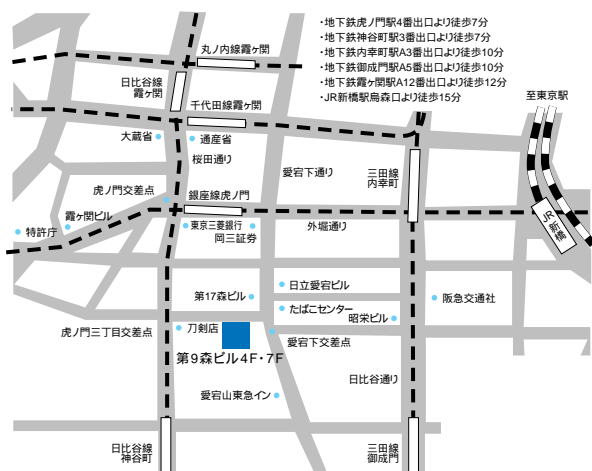 ・地下鉄虎ノ門駅4番出口より徒歩7分
・地下鉄神谷町駅3番出口より徒歩7分
・地下鉄内幸町駅A3番出口より徒歩10分
・地下鉄御成門駅A5番出口より徒歩10分
・地下鉄霞ヶ関駅A12番出口より徒歩12分
・JR新橋駅烏森口より徒歩15分
丸ノ内線霞ヶ関
日比谷線
霞ヶ関
千代田線霞ヶ関
至東京駅
大蔵省
通産省
桜田通り
愛宕下通り
三田線
内幸町
虎ノ門交差点
銀座線虎ノ門
霞ヶ関ビル
特許庁
東京三菱銀行
岡三証券
外堀通り
JR新橋
日立愛宕ビル
第17森ビル
たばこセンター
昭栄ビル
阪急交通社
虎ノ門三丁目交差点
刀剣店
愛宕下交差点
第9森ビル4F・7F
日比谷通り
愛宕山東急イン
日比谷線
神谷町
三田線
御成門